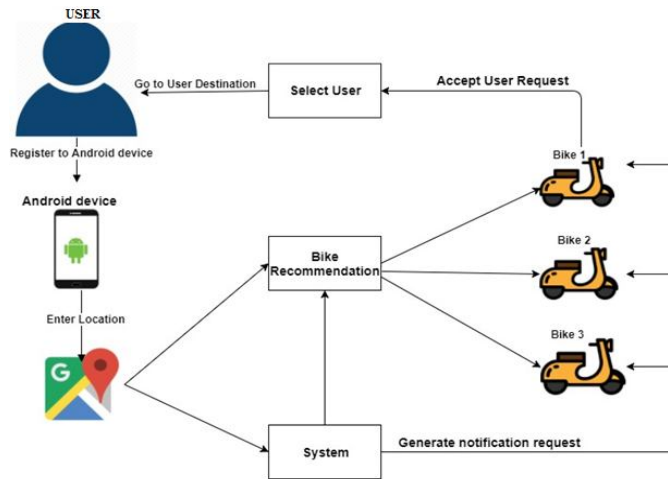 USER
Go to User Destination
Select User
Accept User Request
Register to Android device
Bike 1
Android device
Bike
Recommendation
Bike 2
Enter Location
Bike 3
G
System
Generate notification request